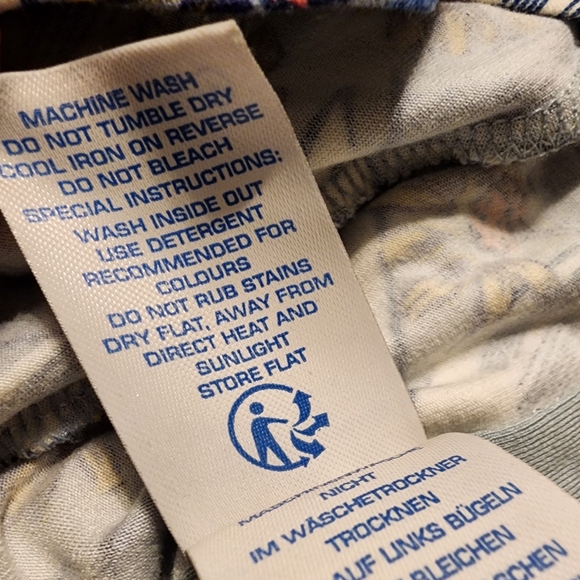 MACHINE WASH
DO NOT TUMBLE DRY
COOL IRON ON REVERSE
DO NOT BLEACH
SPECIAL INSTRUCTIONS:
WASH INSIDE OUT
USE DETERGENT
RECOMMENDED FOR
COLOURS
DO NOT RUB STAINS
DRY FLAT, AWAY FROM
DIRECT HEAT AND
SUNLIGHT
STORE FLAT
NICHT
IM WÄSCHETROCKNER
TROCKNEN
AUF LINKS BÜGELN
BLEICHEN